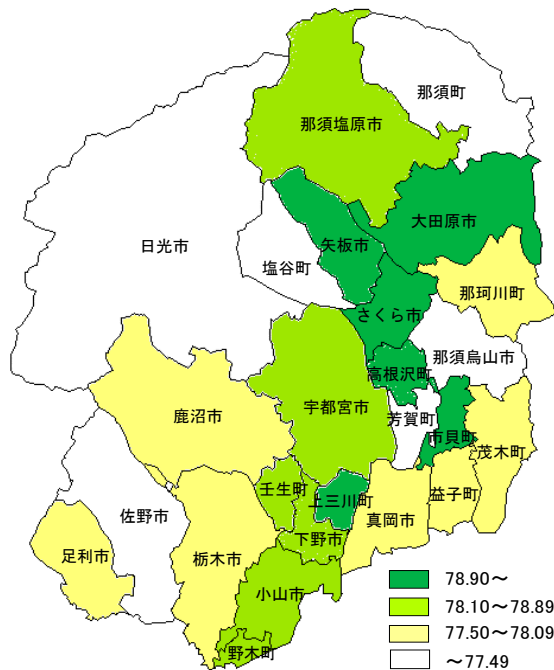 那須町
那須塩原市
大田原市
矢板市
日光市
塩谷町
那珂川町
さくら市
那須烏山市
高根沢町
宇都宮市
鹿沼市
芳賀町
市貝町
茂木町
壬生町
上三川町
益子町
佐野市
真岡市
下野市
足利市
栃木市
小山市
野木町
78.90～
78.10～78.89
77.50～78.09
～77.49